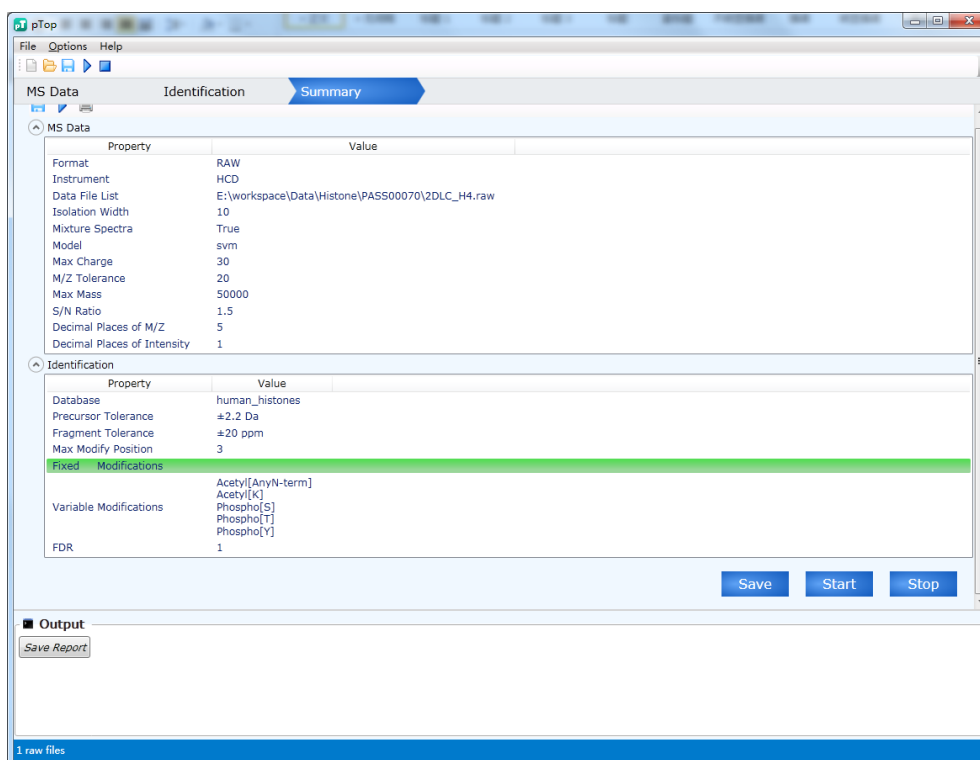 pT pTop
File Options Help
MS Data Identification Summary
MS Data
Property Value
Format RAW
Instrument HCD
Data File List E:\workspace\Data\Histone\PASS00070\2DLC_H4.raw
Isolation Width 10
Mixture Spectra True
Model svm
Max Charge 30
M/Z Tolerance 20
Max Mass 50000
S/N Ratio 1.5
Decimal Places of M/Z 5
Decimal Places of Intensity 1
Identification
Property Value
Database human_histones
Precursor Tolerance ±2.2 Da
Fragment Tolerance ±20 ppm
Max Modify Position 3
Fixed Modifications
Acetyl[AnyN-term]
Acetyl[K]
Variable Modifications Phospho[S]
Phospho[T]
Phospho[Y]
FDR 1
Save Start Stop
Output
Save Report
1 raw files